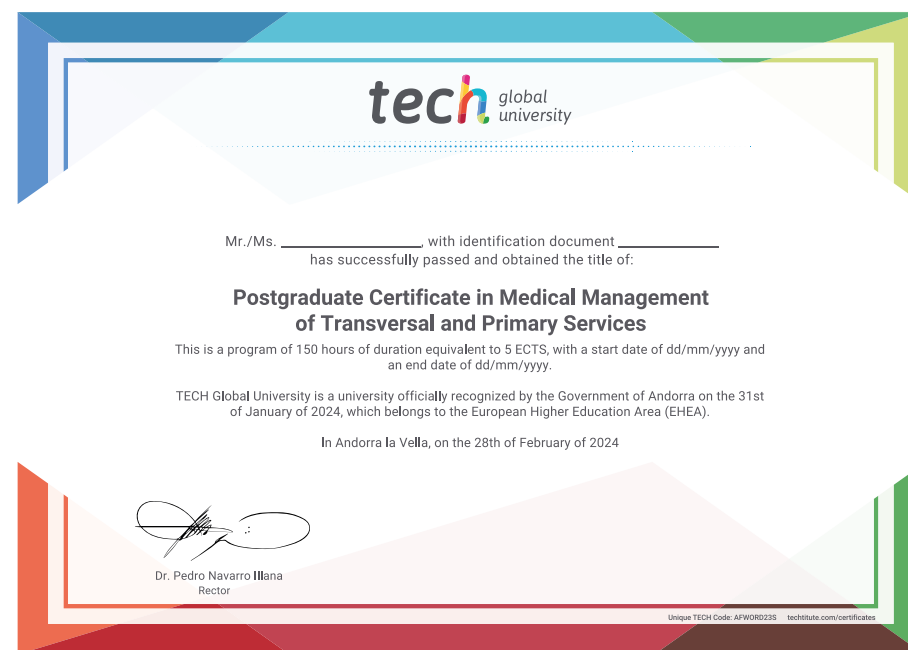 tech global university
Mr./Ms. ____________, with identification document ____________
has successfully passed and obtained the title of:
Postgraduate Certificate in Medical Management
of Transversal and Primary Services
This is a program of 150 hours of duration equivalent to 5 ECTS, with a start date of dd/mm/yyyy and
an end date of dd/mm/yyyy.
TECH Global University is a university officially recognized by the Government of Andorra on the 31st
of January of 2024, which belongs to the European Higher Education Area (EHEA).
In Andorra la Vella, on the 28th of February of 2024
Dr. Pedro Navarro Illana
Rector
Unique TECH Code: AFWORD23S techtitute.com/certificates